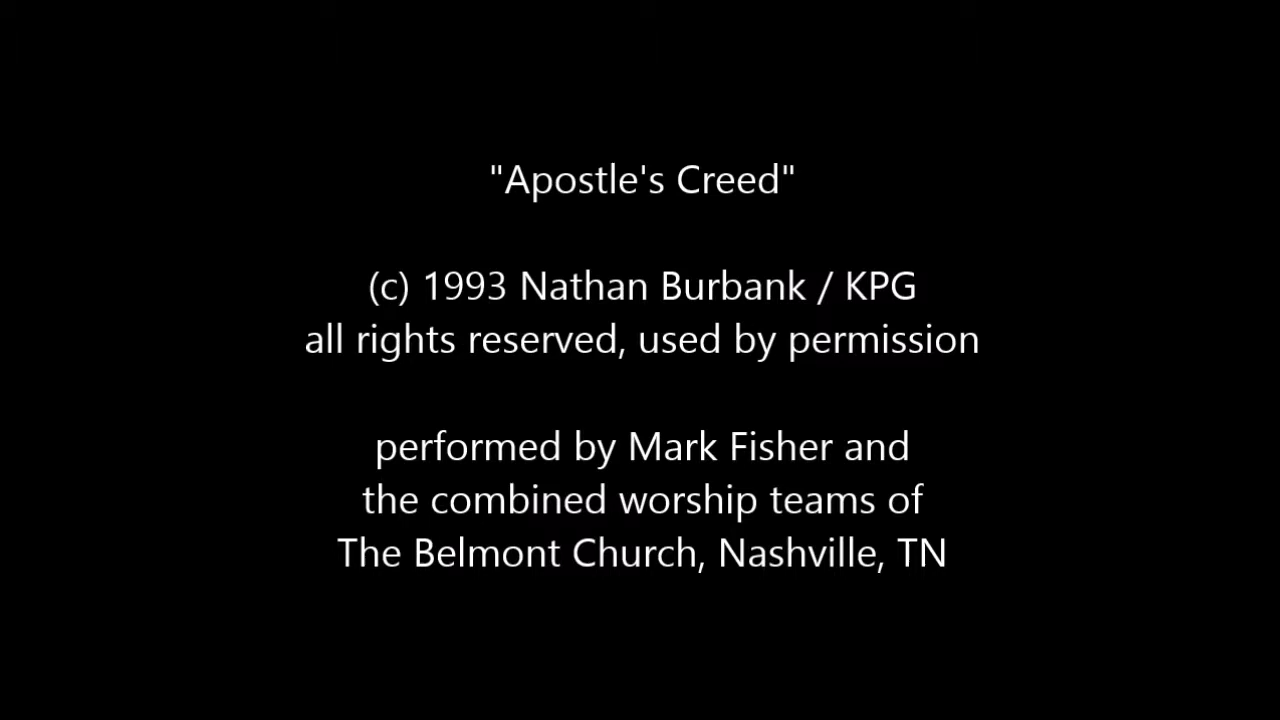 "Apostle's Creed"
(c) 1993 Nathan Burbank / KPG
all rights reserved, used by permission
performed by Mark Fisher and
the combined worship teams of
The Belmont Church, Nashville, TN